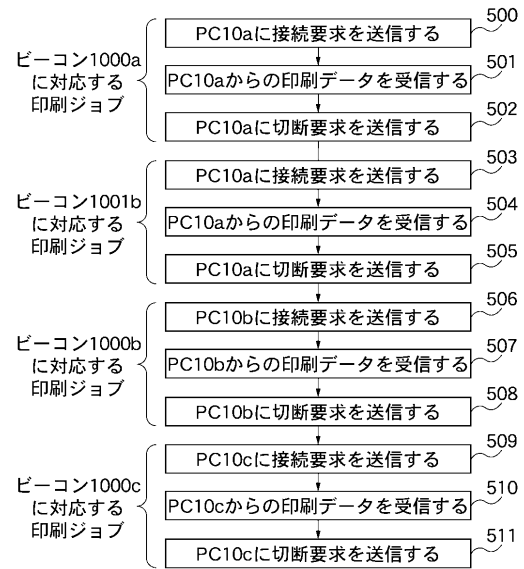 500
PC10aに接続要求を送信する
501
PC10aからの印刷データを受信する
502
PC10aに切断要求を送信する
ビーコン1000a
に対応する
印刷ジョブ
503
PC10aに接続要求を送信する
504
PC10aからの印刷データを受信する
505
PC10aに切断要求を送信する
ビーコン1001b
に対応する
印刷ジョブ
506
PC10bに接続要求を送信する
507
PC10bからの印刷データを受信する
508
PC10bに切断要求を送信する
ビーコン1000b
に対応する
印刷ジョブ
509
PC10cに接続要求を送信する
510
PC10cからの印刷データを受信する
511
PC10cに切断要求を送信する
ビーコン1000c
に対応する
印刷ジョブ